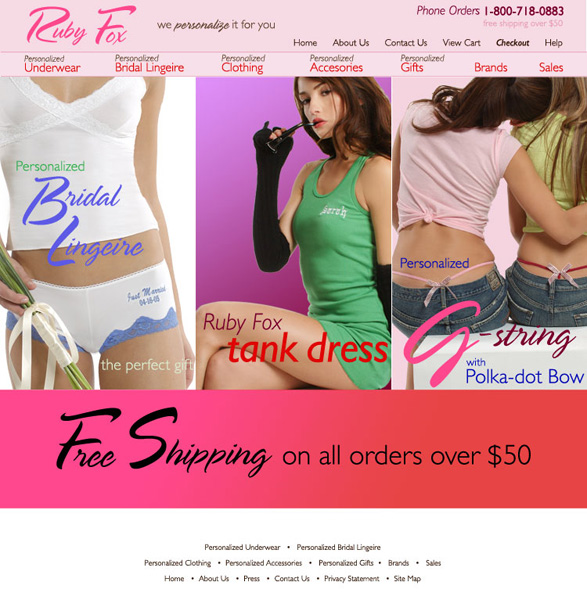 Ruby Fox
we personalize it for you
Phone Orders 1-800-718-0883
free shipping over $50
Home About Us Contact Us View Cart Checkout Help
Personalized Underwear
Personalized Bridal Lingeire
Personalized Clothing
Personalized Accesories
Personalized Gifts
Brands
Sales
Personalized
Bridal
Lingeire
Just Married
04-16-08
the perfect gift
sarah
Ruby Fox
tank dress
Personalized
G-string
with
Polka-dot Bow
Free Shipping on all orders over $50
Personalized Underwear • Personalized Bridal Lingeire
Personalized Clothing • Personalized Accessories • Personalized Gifts • Brands • Sales
Home • About Us • Press • Contact Us • Privacy Statement • Site Map